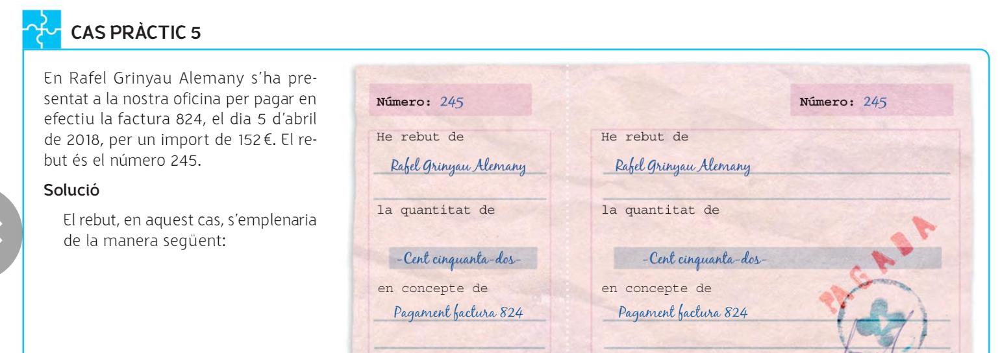 CAS PRÀCTIC 5
En Rafel Grinyau Alemany s'ha pre-
sentat a la nostra oficina per pagar en
efectiu la factura 824, el dia 5 d'abril
de 2018, per un import de 152 €. El re-
but és el número 245.
Solució
El rebut, en aquest cas, s'emplenaria
de la manera següent:
Número: 245
He rebut de
Rafel Grinyau Alemany
la quantitat de
-Cent cinquanta-dos-
en concepte de
Pagament factura 824
Número: 245
He rebut de
Rafel Grinyau Alemany
la quantitat de
-Cent cinquanta-dos-
en concepte de
Pagament factura 824
PAGADA